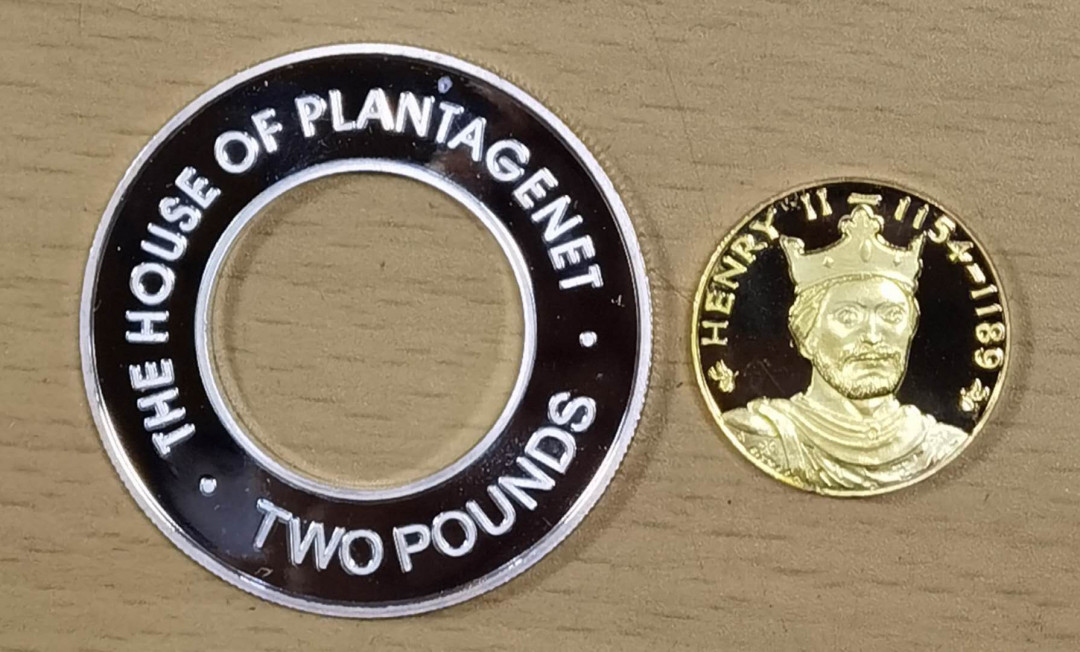 THE HOUSE OF PLANTAGENET
• TWO POUNDS •
HENRY II - 1154-1189